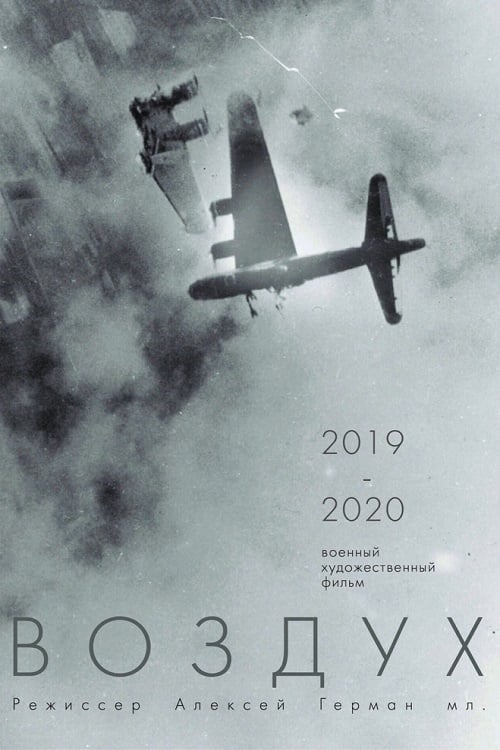 2019
-
2020
военный
художественный
фильм
ВОЗДУХ
Режиссер Алексей Герман мл.